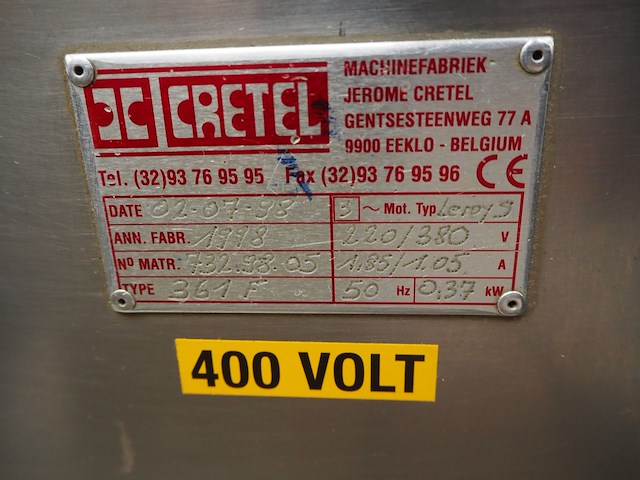 CRETEL
MACHINEFABRIEK
JEROME CRETEL
GENTSESTEENWEG 77 A
9900 EEKLO - BELGIUM
Tel. (32)93 76 95 95 Fax (32)93 76 95 96 CE
DATE 02-07-98 3 ~ Mot. Typ Leroy S
ANN. FABR. 1998 220/380 V
Nº MATR. 732.98.05 1.85/1.05 A
TYPE 361 F 50 Hz 0,37 kW
400 VOLT